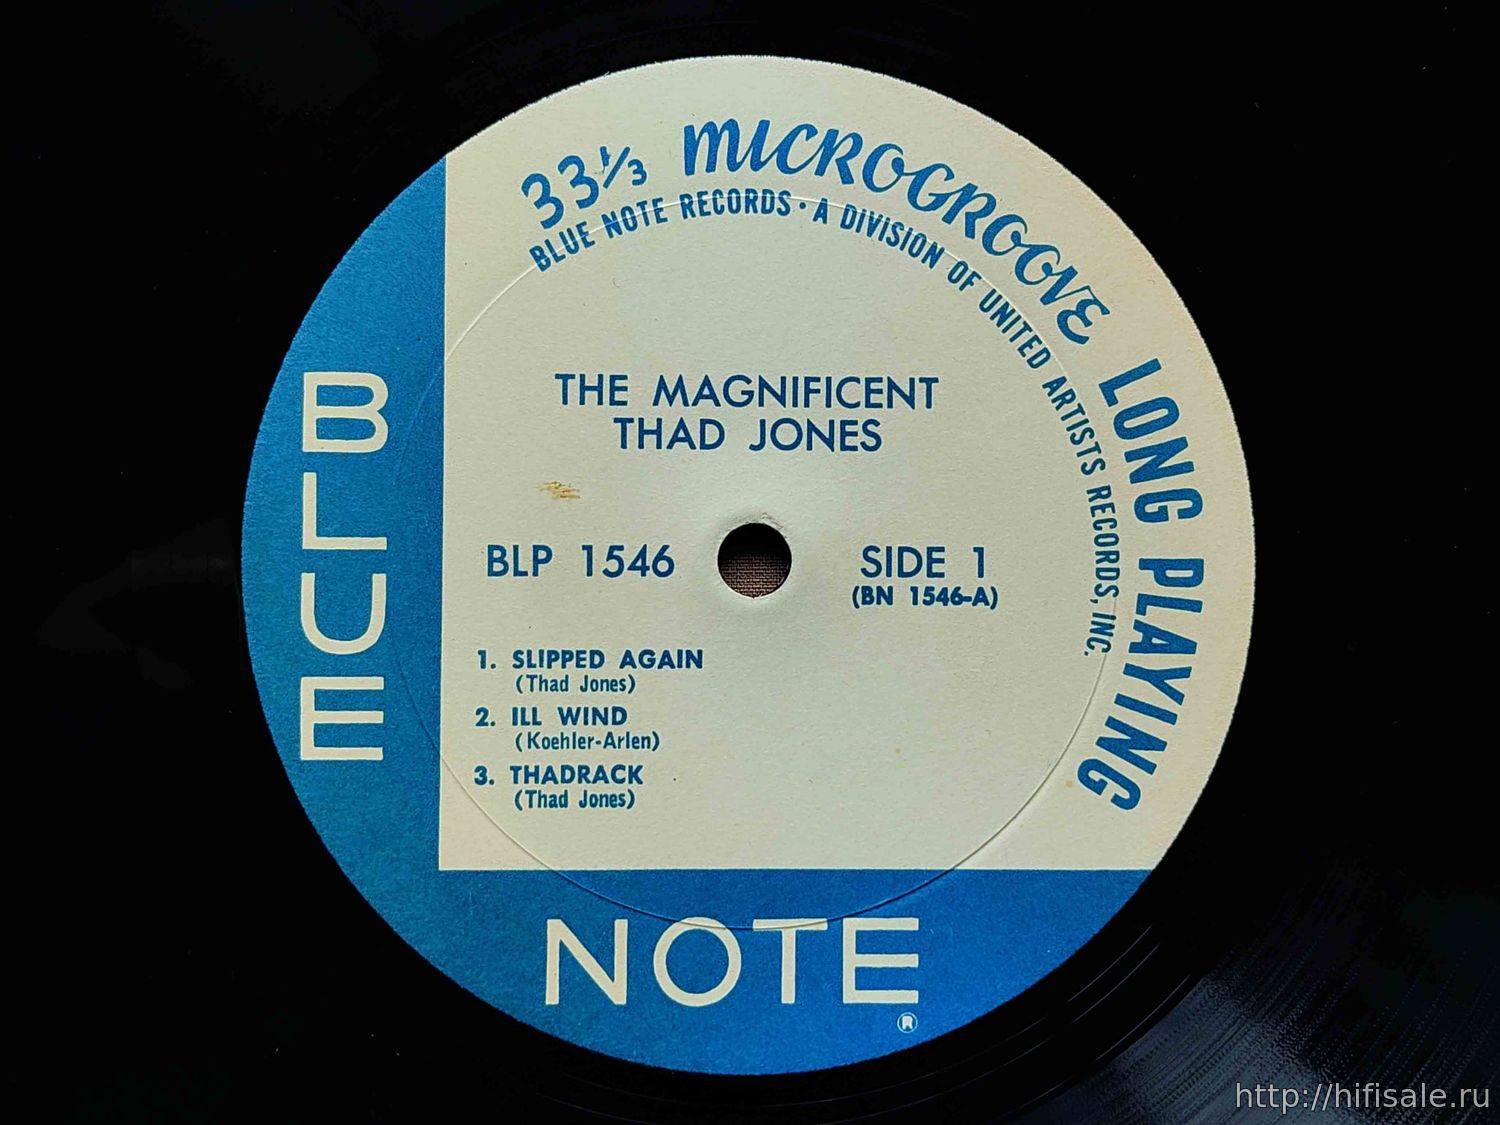 33⅓ MICROGROOVE LONG PLAYING
BLUE NOTE RECORDS · A DIVISION OF UNITED ARTISTS RECORDS, INC.
THE MAGNIFICENT
THAD JONES
BLP 1546
SIDE 1
(BN 1546-A)
1. SLIPPED AGAIN
(Thad Jones)
2. ILL WIND
(Koehler-Arlen)
3. THADRACK
(Thad Jones)
BLUE
NOTE
®
http://hifisale.ru